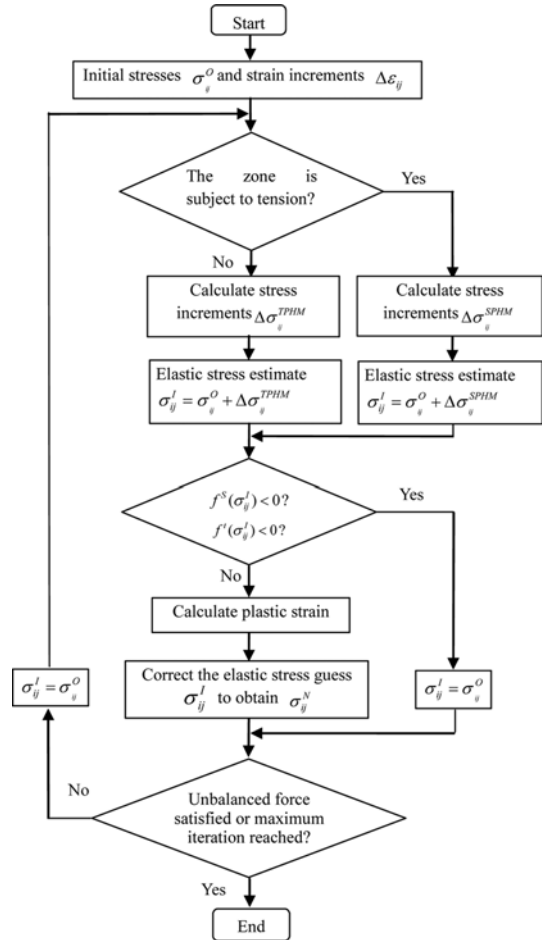 Start
Initial stresses σ_ij^O and strain increments Δε_ij
The zone is
subject to tension?
Yes
No
Calculate stress
increments Δσ_ij^TPHM
Calculate stress
increments Δσ_ij^SPHM
Elastic stress estimate
σ_ij^I = σ_ij^O + Δσ_ij^TPHM
Elastic stress estimate
σ_ij^I = σ_ij^O + Δσ_ij^SPHM
f^S(σ_ij^I) < 0?
f^t(σ_ij^I) < 0?
Yes
No
Calculate plastic strain
Correct the elastic stress guess
σ_ij^I to obtain σ_ij^N
σ_ij^I = σ_ij^O
σ_ij^I = σ_ij^O
No
Unbalanced force
satisfied or maximum
iteration reached?
Yes
End